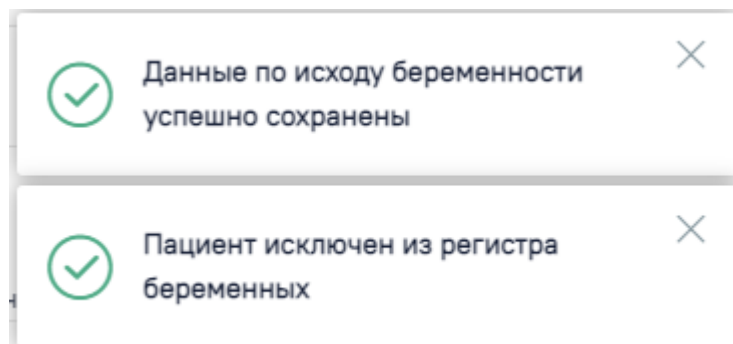 Данные по исходу беременности
успешно сохранены
Пациент исключен из регистра
беременных